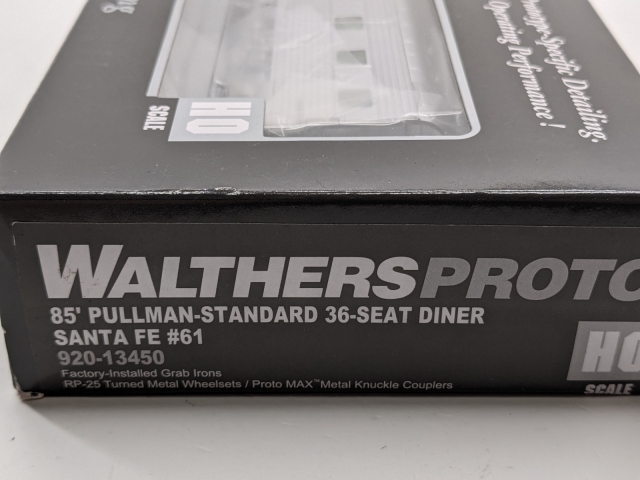 HO
SCALE
Prototype-Specific Detailing.
Operating Performance!
WALTHERSPROTO
85' PULLMAN-STANDARD 36-SEAT DINER
SANTA FE #61
920-13450
Factory-Installed Grab Irons
RP-25 Turned Metal Wheelsets / Proto MAX™ Metal Knuckle Couplers
HO
SCALE